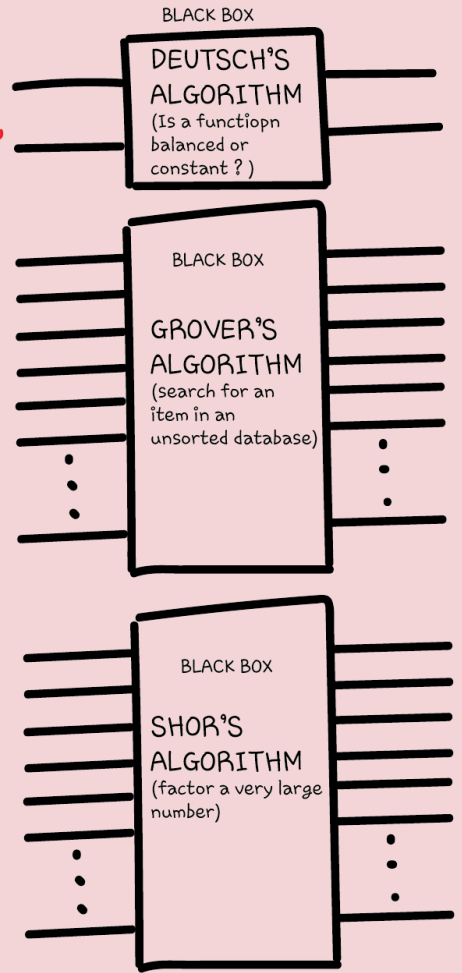 BLACK BOX
DEUTSCH'S
ALGORITHM
(Is a functiopn
balanced or
constant ? )
BLACK BOX
GROVER'S
ALGORITHM
(search for an
item in an
unsorted database)
BLACK BOX
SHOR'S
ALGORITHM
(factor a very large
number)